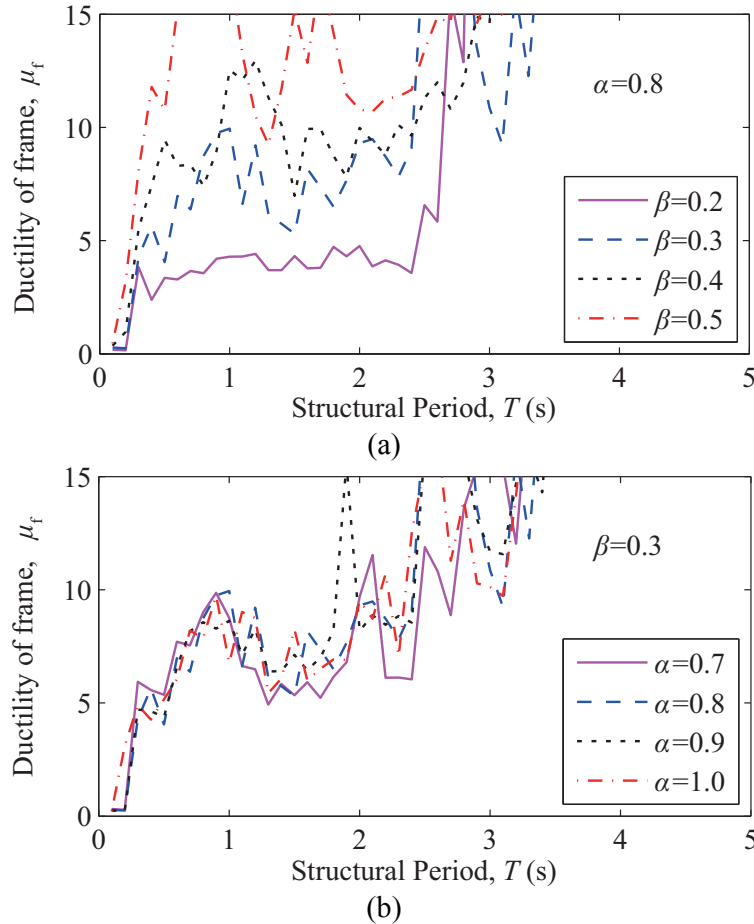 15
10
5
0
Ductility of frame, μf
α=0.8
β=0.2
β=0.3
β=0.4
β=0.5
0 1 2 3 4 5
Structural Period, T (s)
(a)
15
10
5
0
Ductility of frame, μf
β=0.3
α=0.7
α=0.8
α=0.9
α=1.0
0 1 2 3 4 5
Structural Period, T (s)
(b)